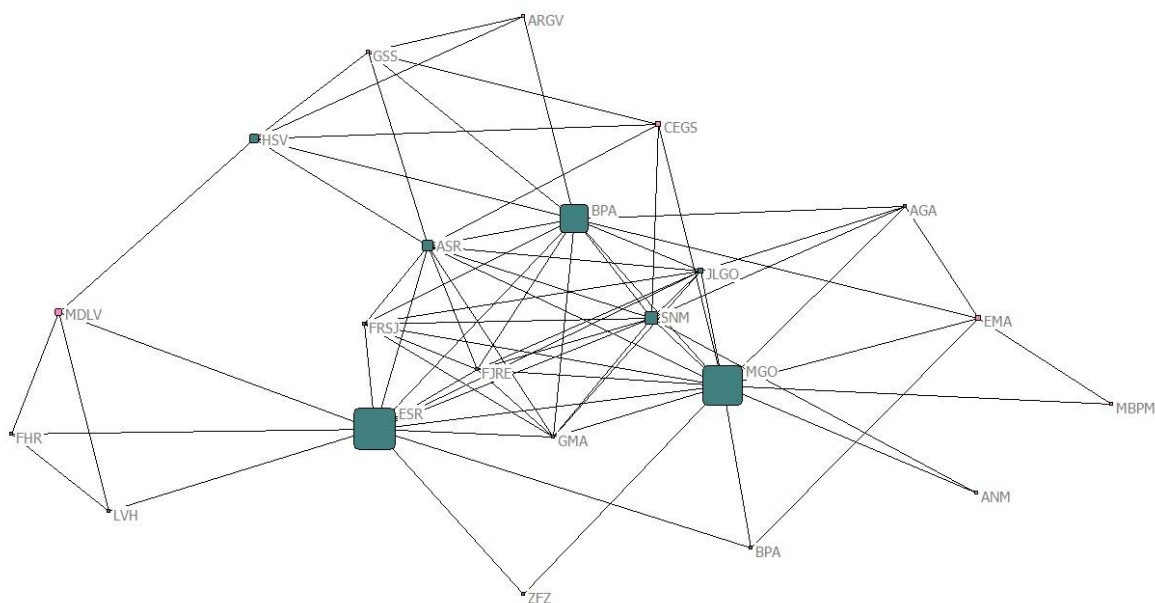 ARGV
GSS
CEGS
HSV
BPA
AGA
ASR
JLGO
MDLV
SNM
EMA
FRSJ
FJRE
MGO
MBPM
ESR
FHR
GMA
ANM
LVH
BPA
ZFZ